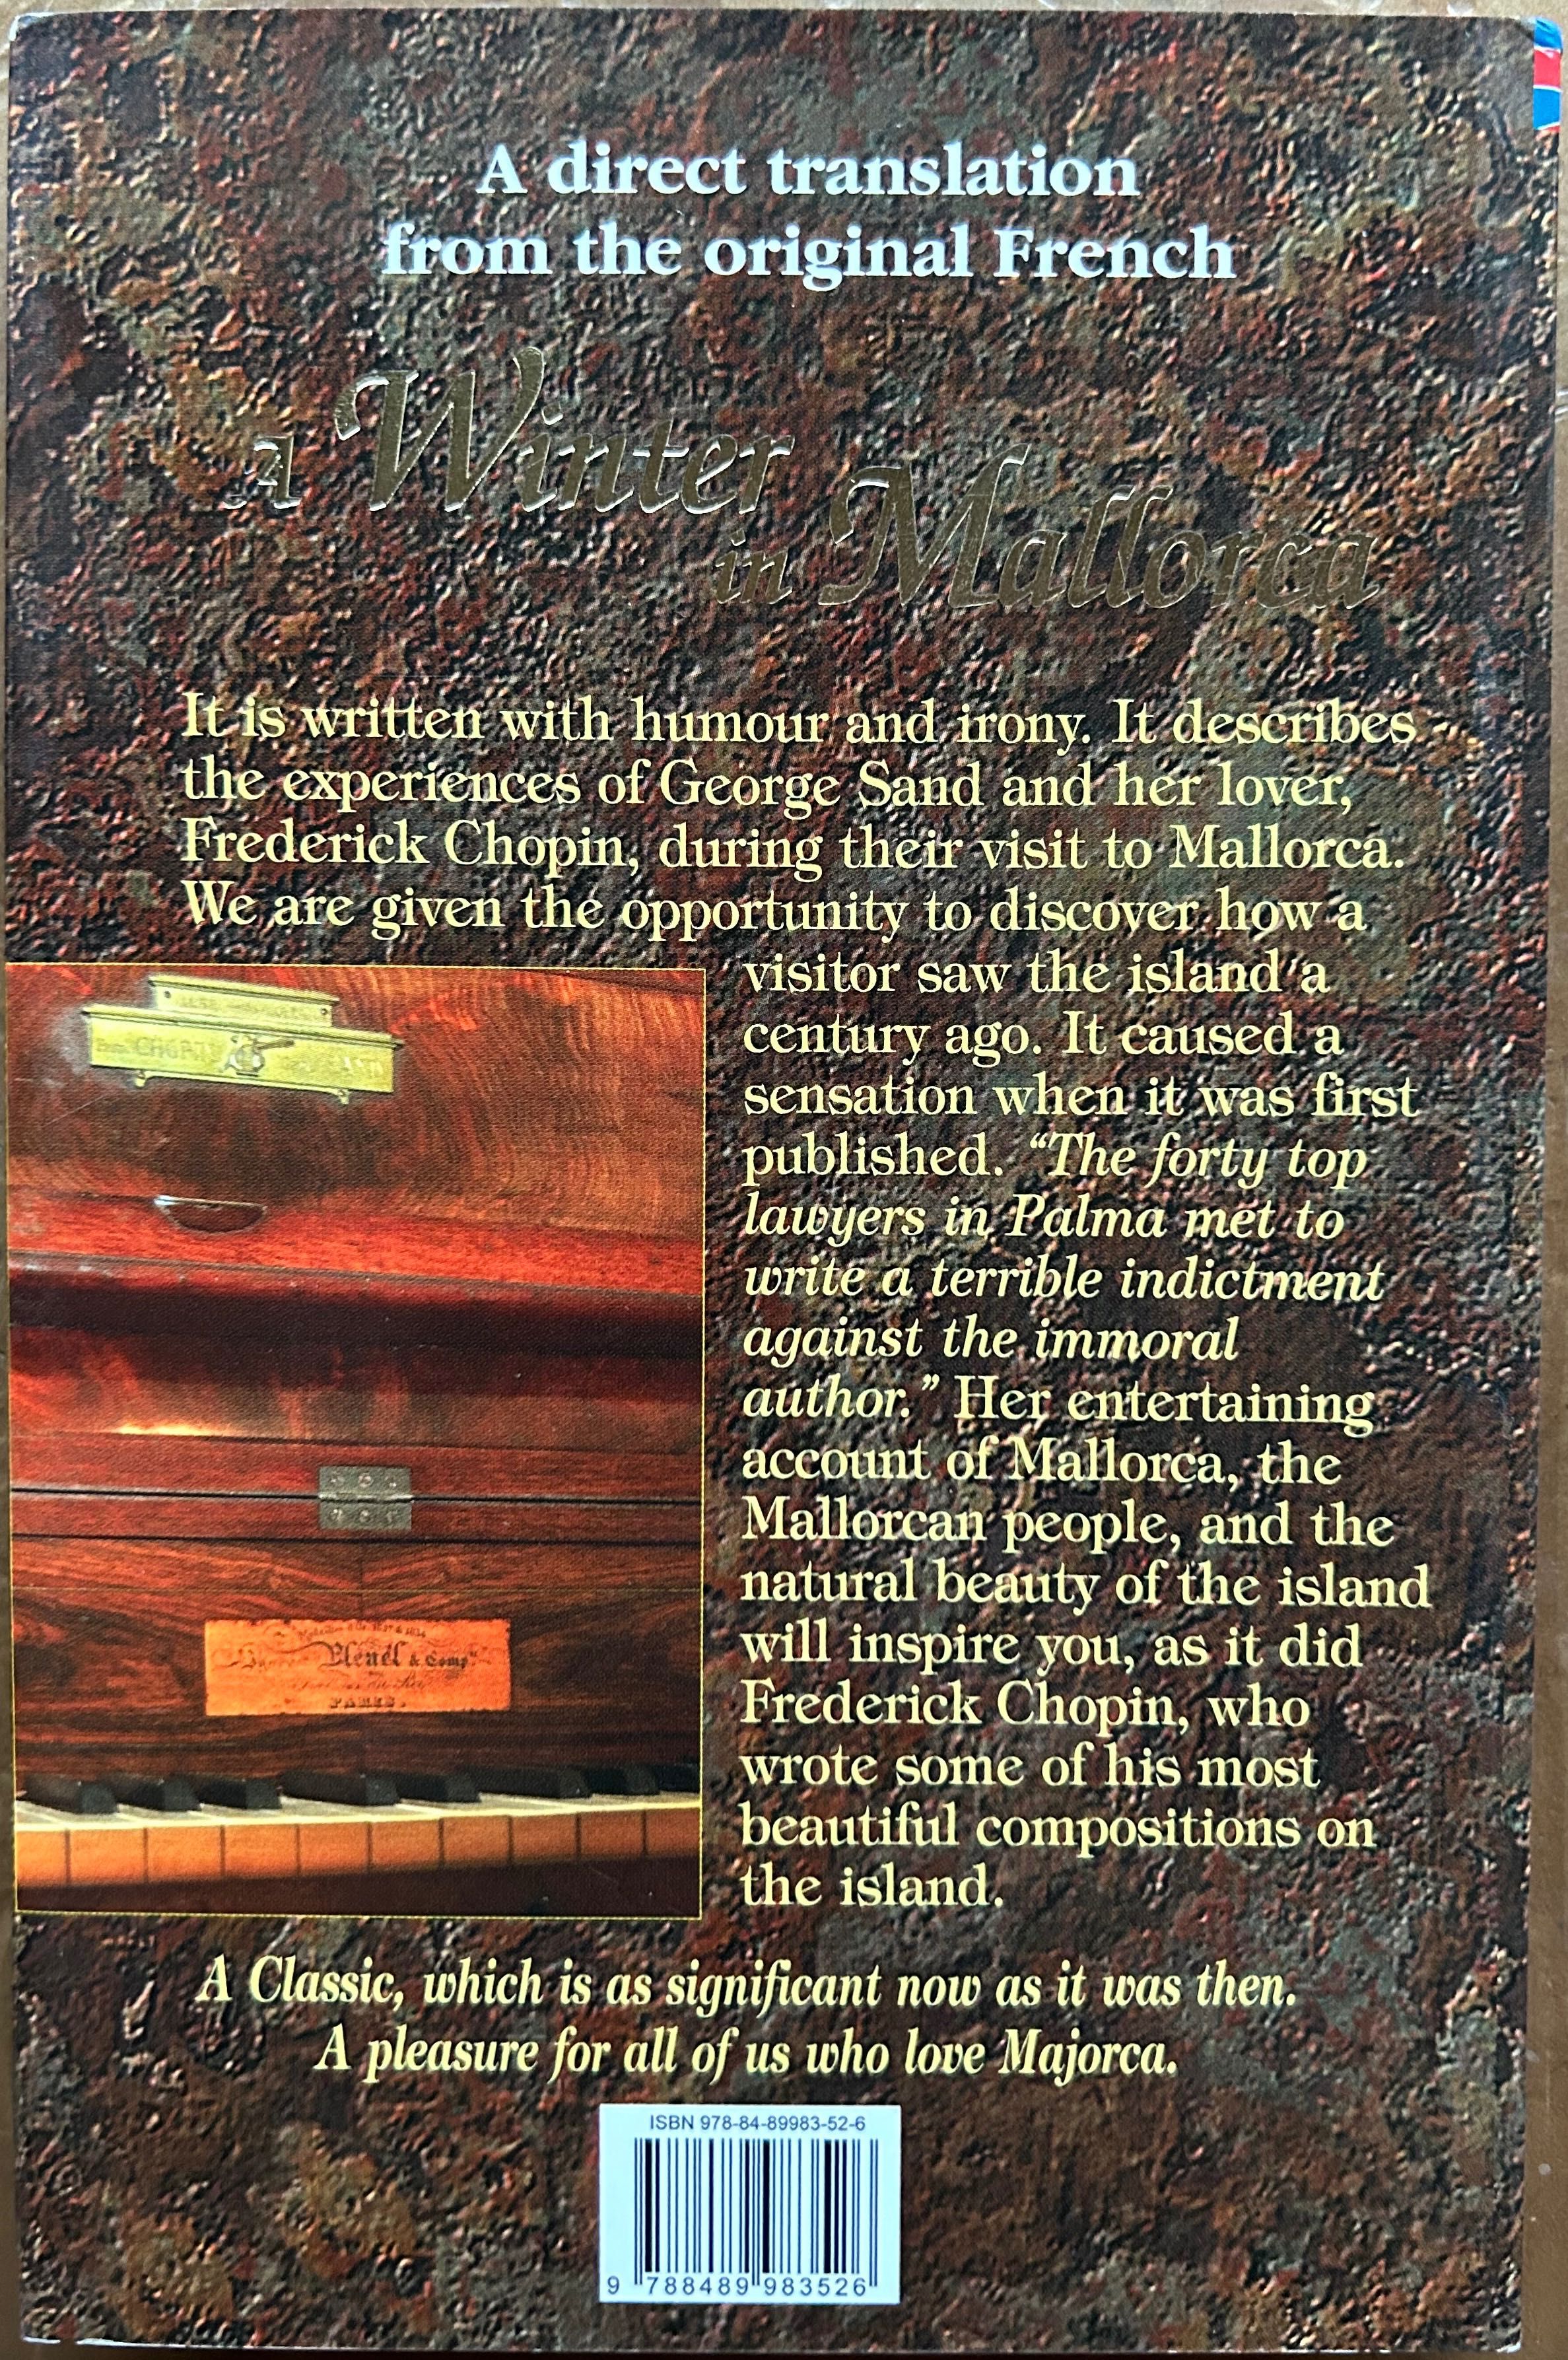 A direct translation
from the original French
A Winter
in Mallorca
It is written with humour and irony. It describes
the experiences of George Sand and her lover,
Frederick Chopin, during their visit to Mallorca.
We are given the opportunity to discover how a
visitor saw the island a
century ago. It caused a
sensation when it was first
published. “The forty top
lawyers in Palma met to
write a terrible indictment
against the immoral
author.” Her entertaining
account of Mallorca, the
Mallorcan people, and the
natural beauty of the island
will inspire you, as it did
Frederick Chopin, who
wrote some of his most
beautiful compositions on
the island.
CHOPIN
SAND
Pleyel & Comp
PARIS.
A Classic, which is as significant now as it was then.
A pleasure for all of us who love Majorca.
ISBN 978-84-89983-52-6
9 788489 983526